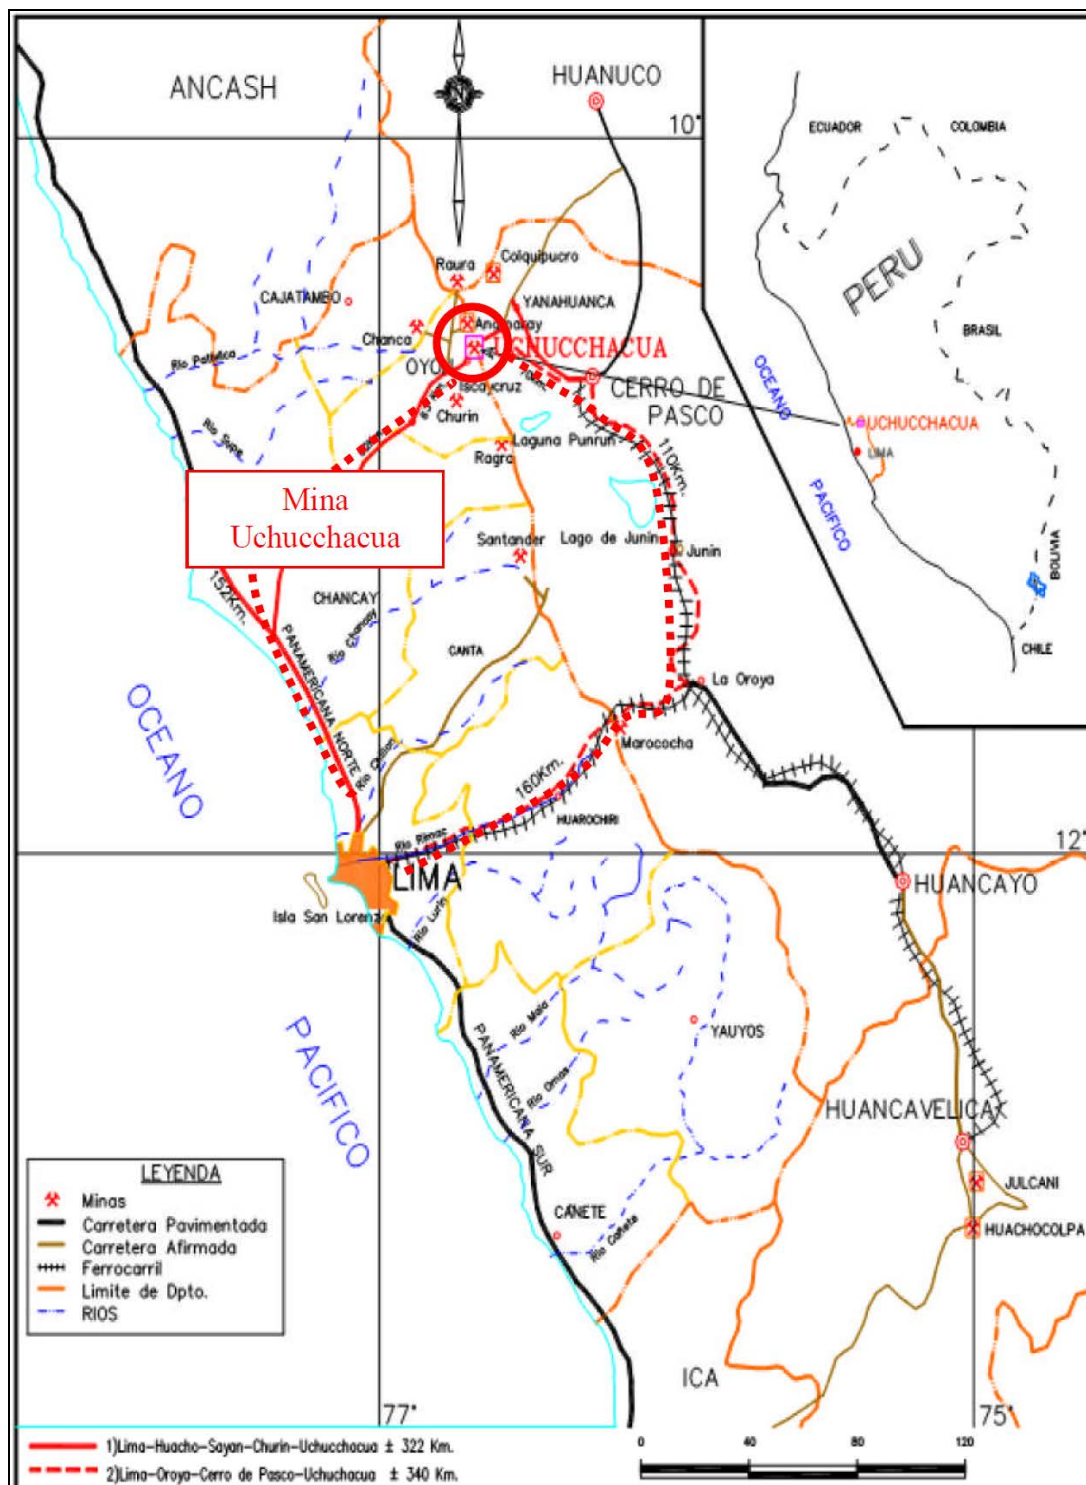 ANCASH
HUANUCO
10°
N
ECUADOR
COLOMBIA
PERU
BRASIL
OCEANO
PACIFICO
UCHUCCHACUA
LIMA
BOLIVIA
CHILE
Raura
Colquipucro
CAJATAMBO
YANAHUANCA
Chanca
UCHUCCHACUA
Rio Pativilca
Iscaycruz
CERRO DE
PASCO
Churin
Rio Supe
Laguna Punrun
Ragra
110Km.
Mina
Uchucchacua
Santander
Lago de Junin
Junin
152Km.
CHANCAY
Rio Chancay
CANTA
PANAMERICANA NORTE
La Oroya
OCEANO
Rio Chillon
Marococha
160Km.
HUAROCHIRI
Rio Rimac
12°
LIMA
HUANCAYO
Isla San Lorenzo
Rio Lurin
PACIFICO
Rio Mala
YAUYOS
PANAMERICANA SUR
Rio Omas
HUANCAVELICA
JULCANI
CAÑETE
Rio Cañete
HUACHOCOLPA
LEYENDA
Minas
Carretera Pavimentada
Carretera Afirmada
Ferrocarril
Limite de Dpto.
RIOS
ICA
77°
75°
1)Lima-Huacho-Sayan-Churin-Uchucchacua ± 322 Km.
2)Lima-Oroya-Cerro de Pasco-Uchuchacua ± 340 Km.
0 40 80 120